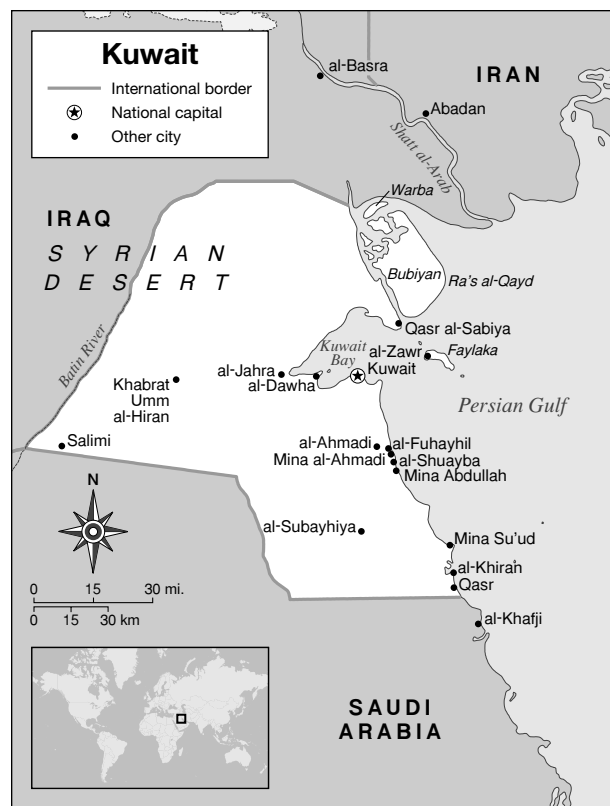 Kuwait
International border
National capital
Other city
al-Basra
IRAN
Abadan
Shatt al-Arab
Warba
IRAQ
SYRIAN
DESERT
Bubiyan
Ra's al-Qayd
Batin River
Qasr al-Sabiya
Kuwait
Bay
al-Zawr
Faylaka
Kuwait
al-Jahra
al-Dawha
Khabrat
Umm
al-Hiran
Persian Gulf
Salimi
al-Ahmadi
al-Fuhayhil
Mina al-Ahmadi
al-Shuayba
Mina Abdullah
N
al-Subayhiya
Mina Su'ud
al-Khiran
Qasr
0 15 30 mi.
0 15 30 km
al-Khafji
SAUDI
ARABIA